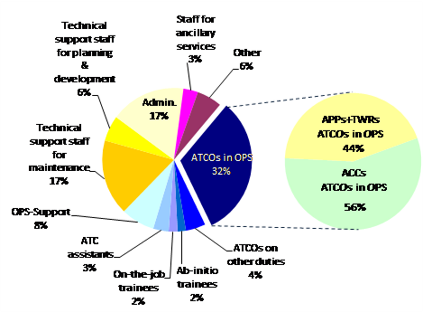 Technical
support staff
for planning
&
development
6%
Staff for
ancillary
services
3%
Other
6%
Admin.
17%
ATCOs in OPS
32%
APPs+TWRs
ATCOs in OPS
44%
ACCs
ATCOs in OPS
56%
Technical
support staff
for
maintenance
17%
OPS-Support
8%
ATC
assistants
3%
On-the-job
trainees
2%
Ab-initio
trainees
2%
ATCOs on
other duties
4%